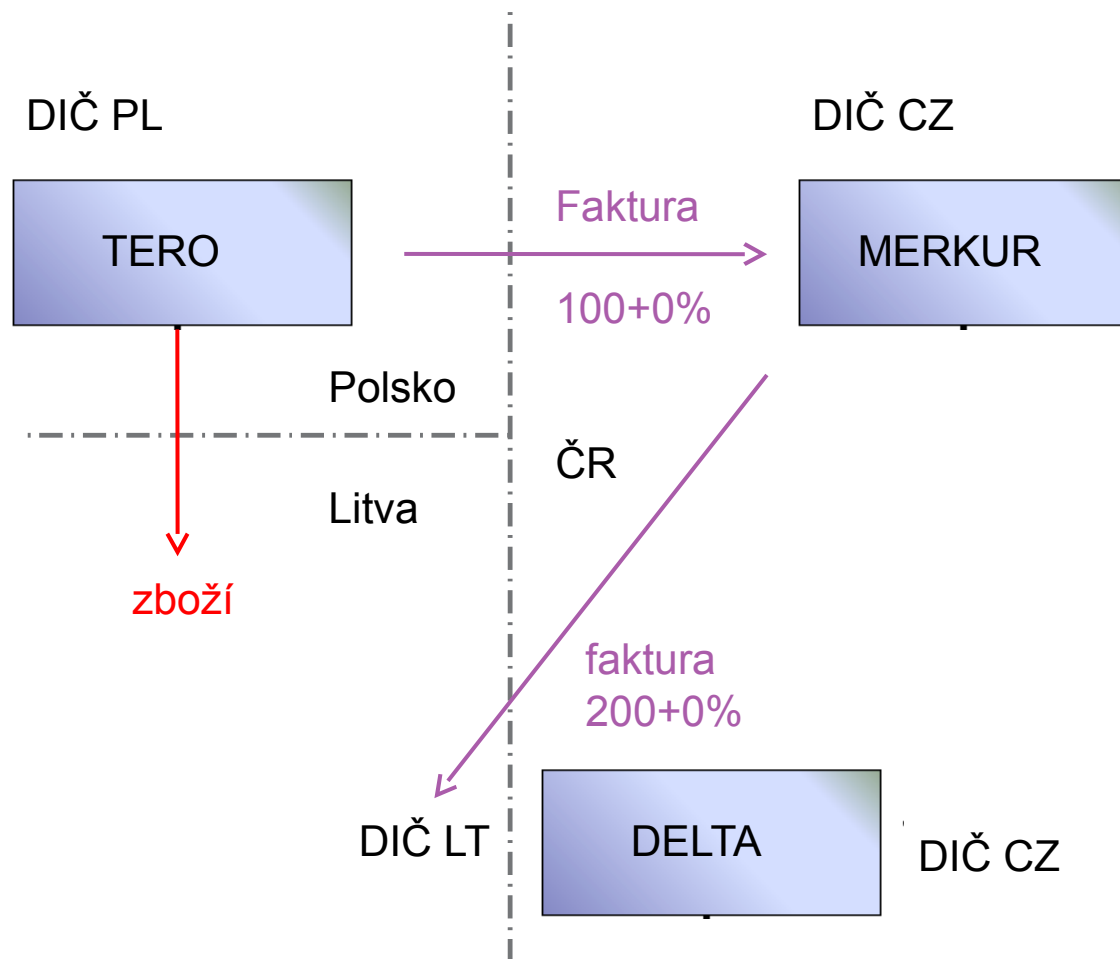 DIČ PL
DIČ CZ
TERO
Faktura
MERKUR
100+0%
Polsko
ČR
Litva
zboží
faktura
200+0%
DIČ LT
DELTA
DIČ CZ